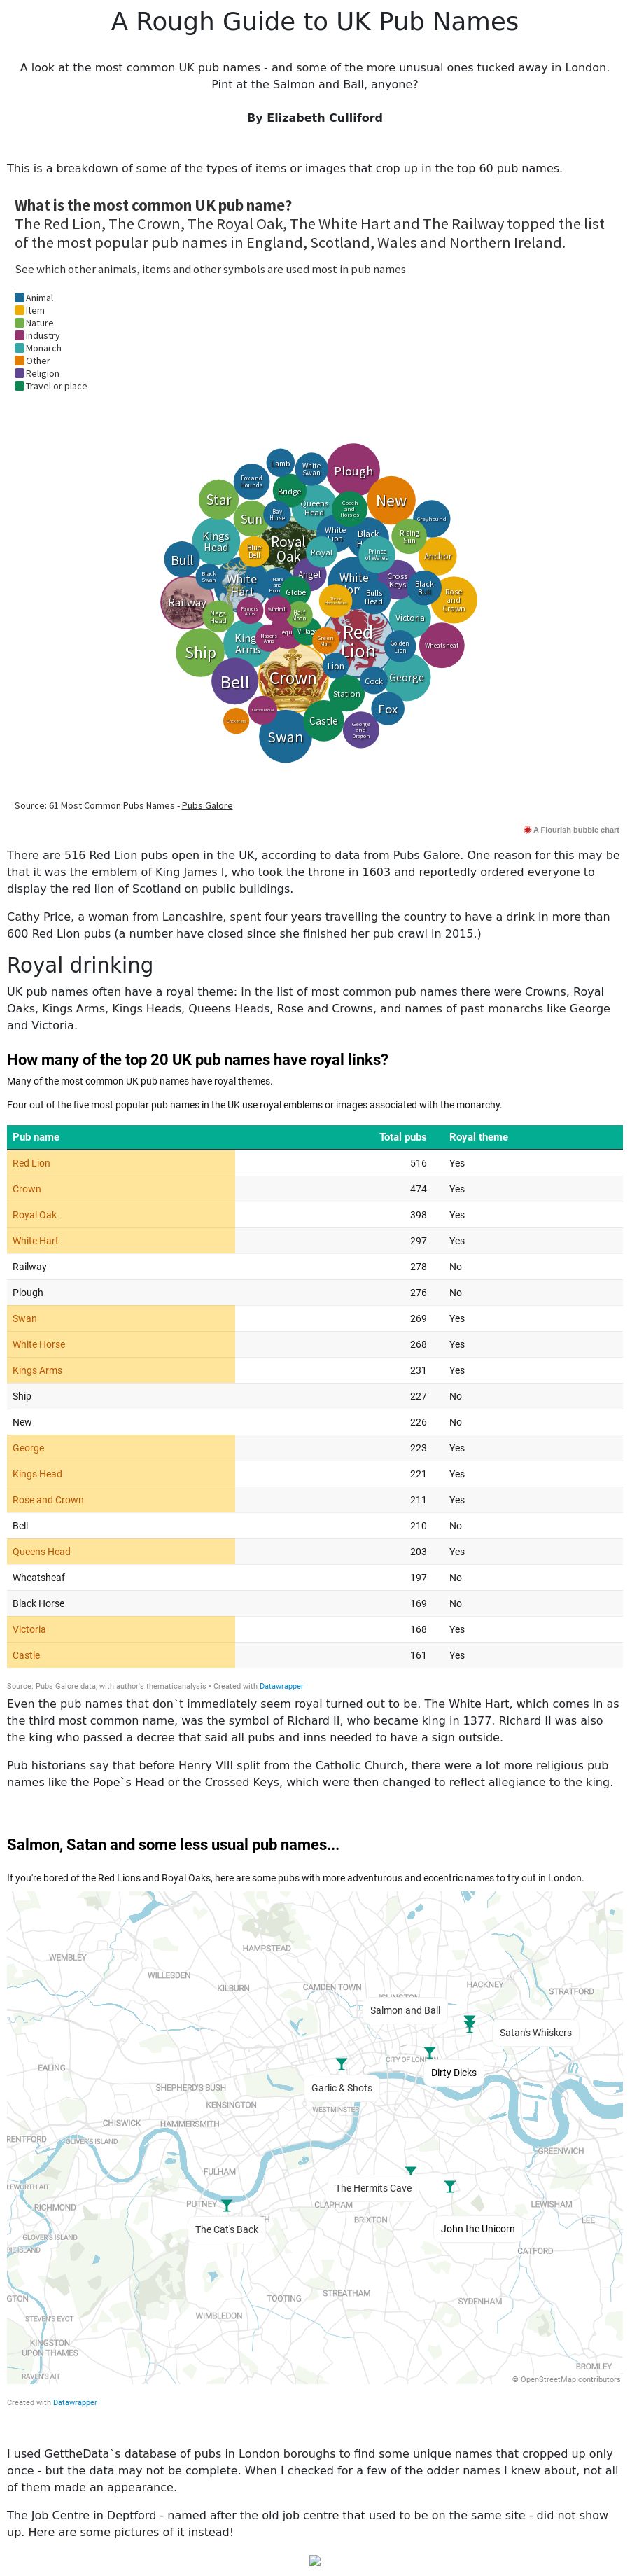 A Rough Guide to UK Pub Names
A look at the most common UK pub names - and some of the more unusual ones tucked away in London.
Pint at the Salmon and Ball, anyone?
By Elizabeth Culliford
This is a breakdown of some of the types of items or images that crop up in the top 60 pub names.
What is the most common UK pub name?
The Red Lion, The Crown, The Royal Oak, The White Hart and The Railway topped the list
of the most popular pub names in England, Scotland, Wales and Northern Ireland.
See which other animals, items and other symbols are used most in pub names
Animal
Item
Nature
Industry
Monarch
Other
Religion
Travel or place
Lamb
White
Swan
Plough
Fox and
Hounds
Bridge
Star
Queens
Head
Coach
and
Horses
New
Greyhound
Bay
Horse
Sun
Kings
Head
Royal
Oak
White
Lion
Black
Rising
Sun
Blue
Bell
Royal
Prince
of Wales
Anchor
Bull
Black
Swan
White
Hart
Hare
and
Angel
White
Cross
Keys
Black
Bull
Globe
Bulls
Head
Rose
and
Crown
Railway
Nags
Head
Farmers
Arms
Windmill
Half
Moon
Victoria
Ship
King
Arms
Masons
Arms
Villag
Green
Man
Red
Lion
Golden
Lion
Wheatsheaf
Bell
Crown
Lion
Cock
George
Station
Commercial
Fox
Castle
George
and
Dragon
Swan
Source: 61 Most Common Pubs Names - Pubs Galore
A Flourish bubble chart
There are 516 Red Lion pubs open in the UK, according to data from Pubs Galore. One reason for this may be
that it was the emblem of King James I, who took the throne in 1603 and reportedly ordered everyone to
display the red lion of Scotland on public buildings.
Cathy Price, a woman from Lancashire, spent four years travelling the country to have a drink in more than
600 Red Lion pubs (a number have closed since she finished her pub crawl in 2015.)
Royal drinking
UK pub names often have a royal theme: in the list of most common pub names there were Crowns, Royal
Oaks, Kings Arms, Kings Heads, Queens Heads, Rose and Crowns, and names of past monarchs like George
and Victoria.
How many of the top 20 UK pub names have royal links?
Many of the most common UK pub names have royal themes.
Four out of the five most popular pub names in the UK use royal emblems or images associated with the monarchy.
Pub name Total pubs Royal theme
Red Lion 516 Yes
Crown 474 Yes
Royal Oak 398 Yes
White Hart 297 Yes
Railway 278 No
Plough 276 No
Swan 269 Yes
White Horse 268 Yes
Kings Arms 231 Yes
Ship 227 No
New 226 No
George 223 Yes
Kings Head 221 Yes
Rose and Crown 211 Yes
Bell 210 No
Queens Head 203 Yes
Wheatsheaf 197 No
Black Horse 169 No
Victoria 168 Yes
Castle 161 Yes
Source: Pubs Galore data, with author's thematicanalysis • Created with Datawrapper
Even the pub names that don`t immediately seem royal turned out to be. The White Hart, which comes in as
the third most common name, was the symbol of Richard II, who became king in 1377. Richard II was also
the king who passed a decree that said all pubs and inns needed to have a sign outside.
Pub historians say that before Henry VIII split from the Catholic Church, there were a lot more religious pub
names like the Pope`s Head or the Crossed Keys, which were then changed to reflect allegiance to the king.
Salmon, Satan and some less usual pub names...
If you're bored of the Red Lions and Royal Oaks, here are some pubs with more adventurous and eccentric names to try out in London.
HAMPSTEAD
WEMBLEY
WILLESDEN
KILBURN
CAMDEN TOWN
HACKNEY
STRATFORD
ISLINGTON
Salmon and Ball
Satan's Whiskers
CITY OF LONDON
EALING
Dirty Dicks
SHEPHERD'S BUSH
Garlic & Shots
KENSINGTON
WESTMINSTER
CHISWICK
HAMMERSMITH
BRENTFORD
OLIVER'S ISLAND
GREENWICH
FULHAM
The Hermits Cave
ISLEWORTH AIT
RICHMOND
PUTNEY
CLAPHAM
LEWISHAM
BRIXTON
LEE
The Cat's Back
John the Unicorn
GLOVER'S ISLAND
PIE ISLAND
CATFORD
STREATHAM
TOOTING
SYDENHAM
GTON
WIMBLEDON
STEVEN'S EYOT
KINGSTON
UPON THAMES
BROMLEY
RAVEN'S AIT
© OpenStreetMap contributors
Created with Datawrapper
I used GettheData`s database of pubs in London boroughs to find some unique names that cropped up only
once - but the data may not be complete. When I checked for a few of the odder names I knew about, not all
of them made an appearance.
The Job Centre in Deptford - named after the old job centre that used to be on the same site - did not show
up. Here are some pictures of it instead!